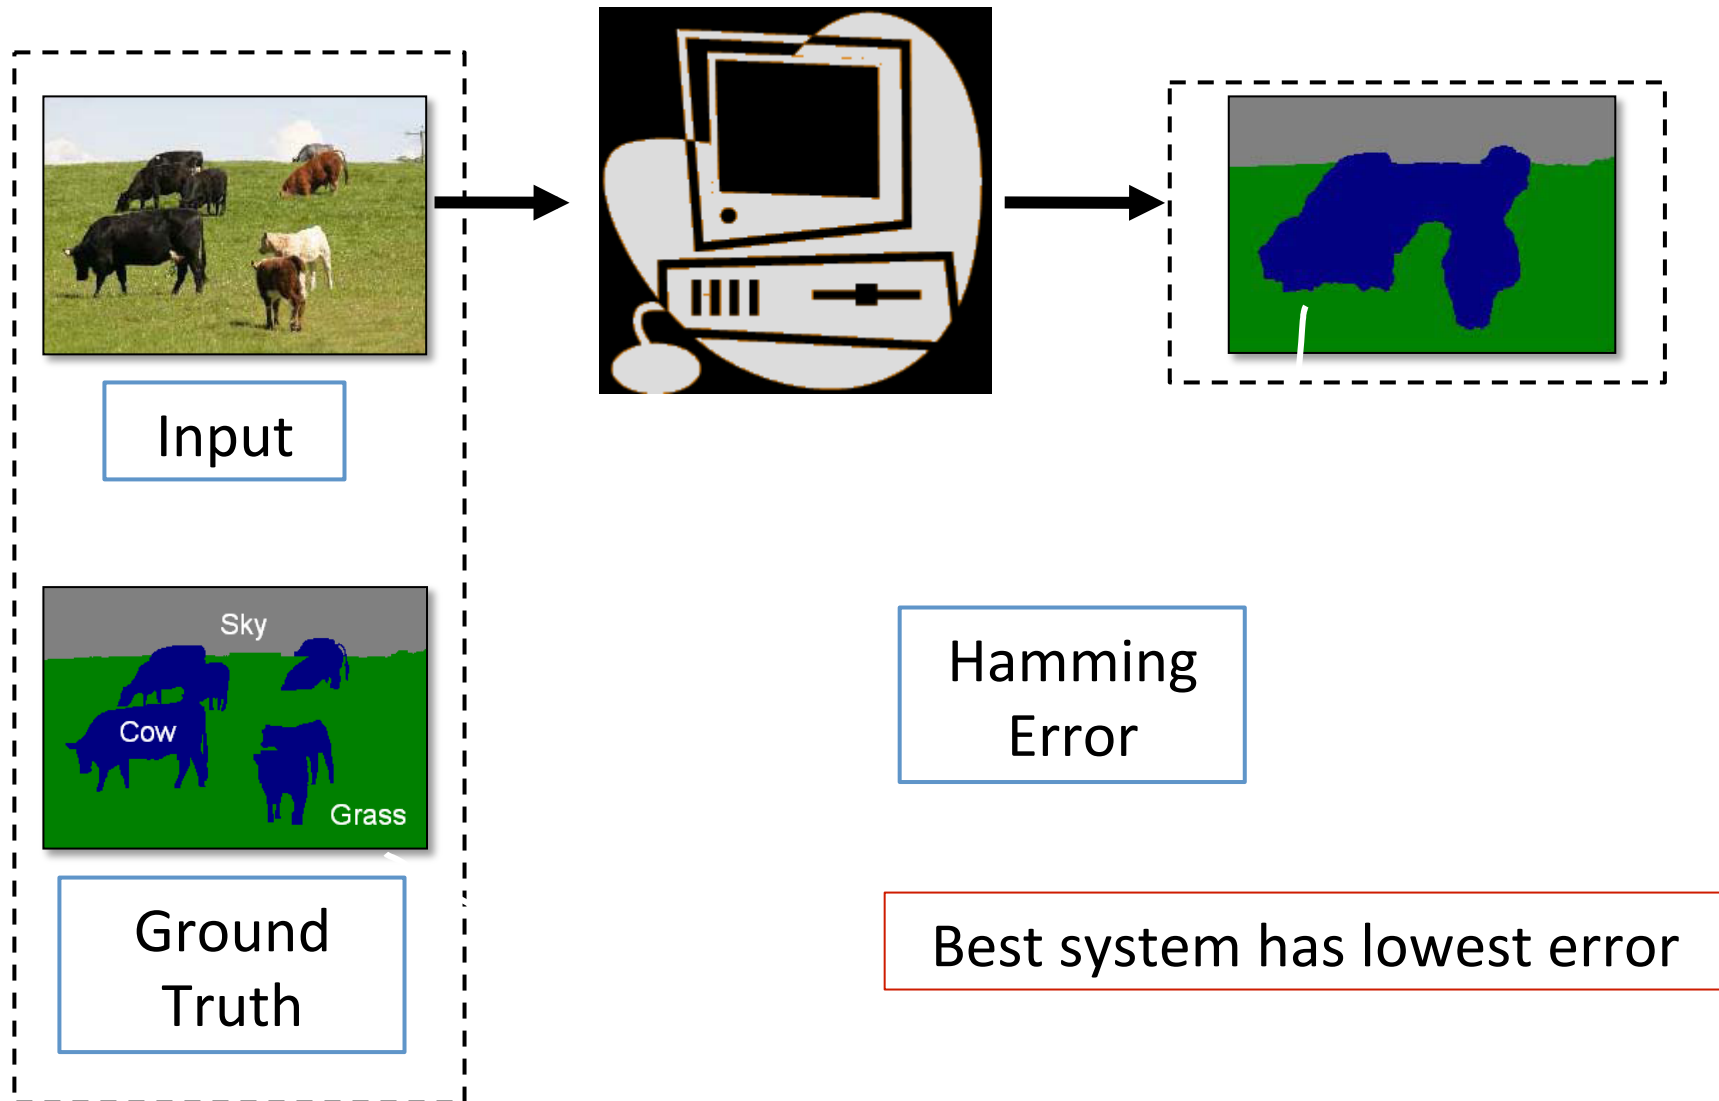 Input
Sky
Cow
Grass
Ground
Truth
Hamming
Error
Best system has lowest error